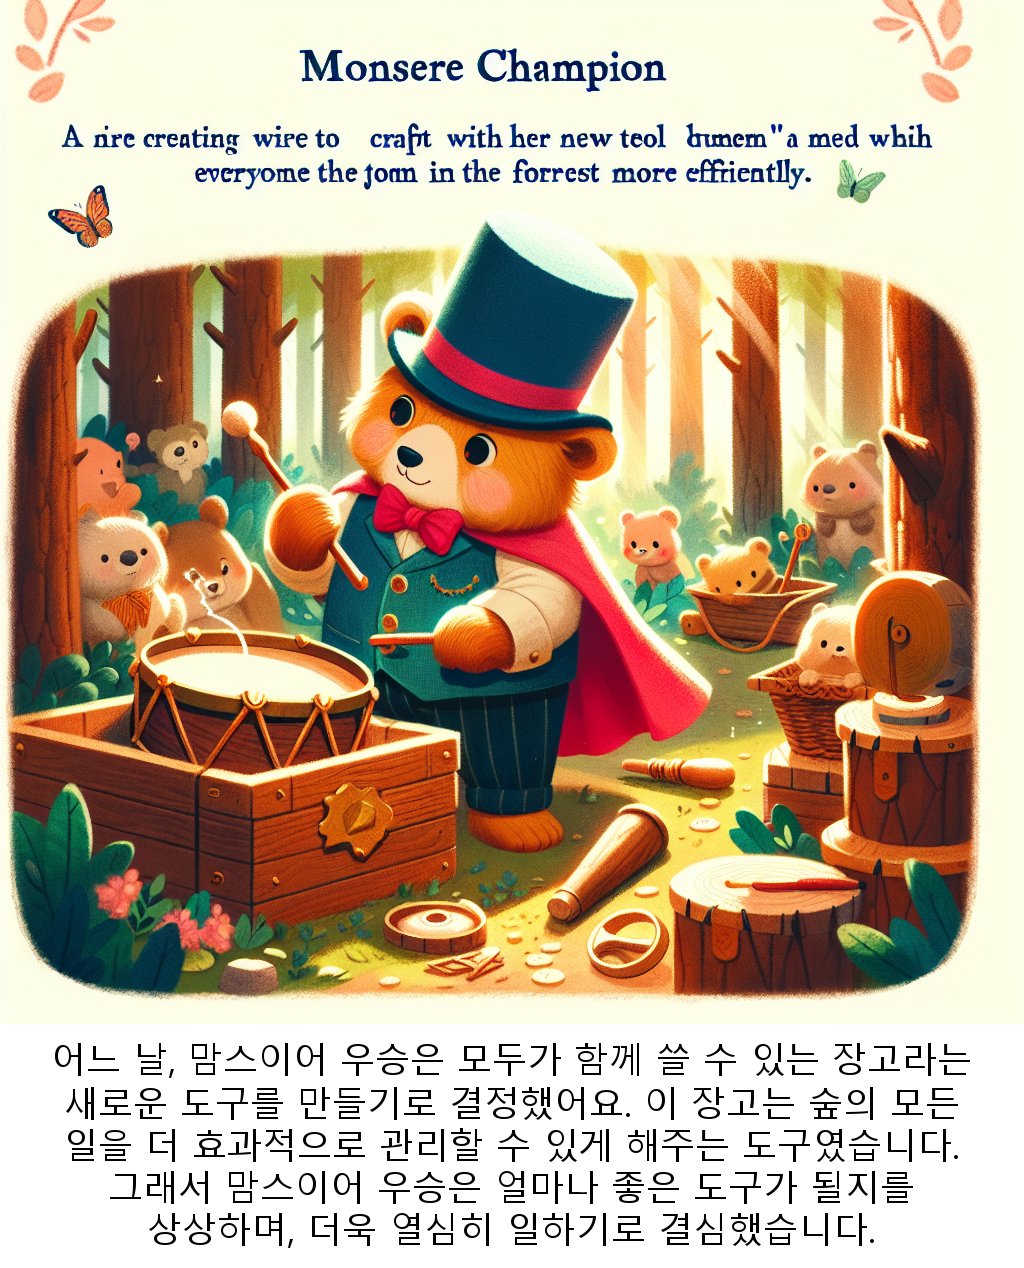 Monsere Champion
A nire creating wire to craft with her new teol bumem "a med whih
everyome the jomn in the forrest more effrientlly.
어느 날, 맘스이어 우승은 모두가 함께 쓸 수 있는 장고라는
새로운 도구를 만들기로 결정했어요. 이 장고는 숲의 모든
일을 더 효과적으로 관리할 수 있게 해주는 도구였습니다.
그래서 맘스이어 우승은 얼마나 좋은 도구가 될지를
상상하며, 더욱 열심히 일하기로 결심했습니다.